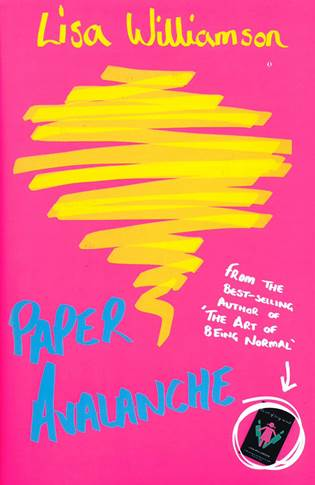 Lisa Williamson
FROM THE
BEST-SELLING
AUTHOR OF
'THE ART OF
BEING NORMAL'
PAPER
AVALANCHE